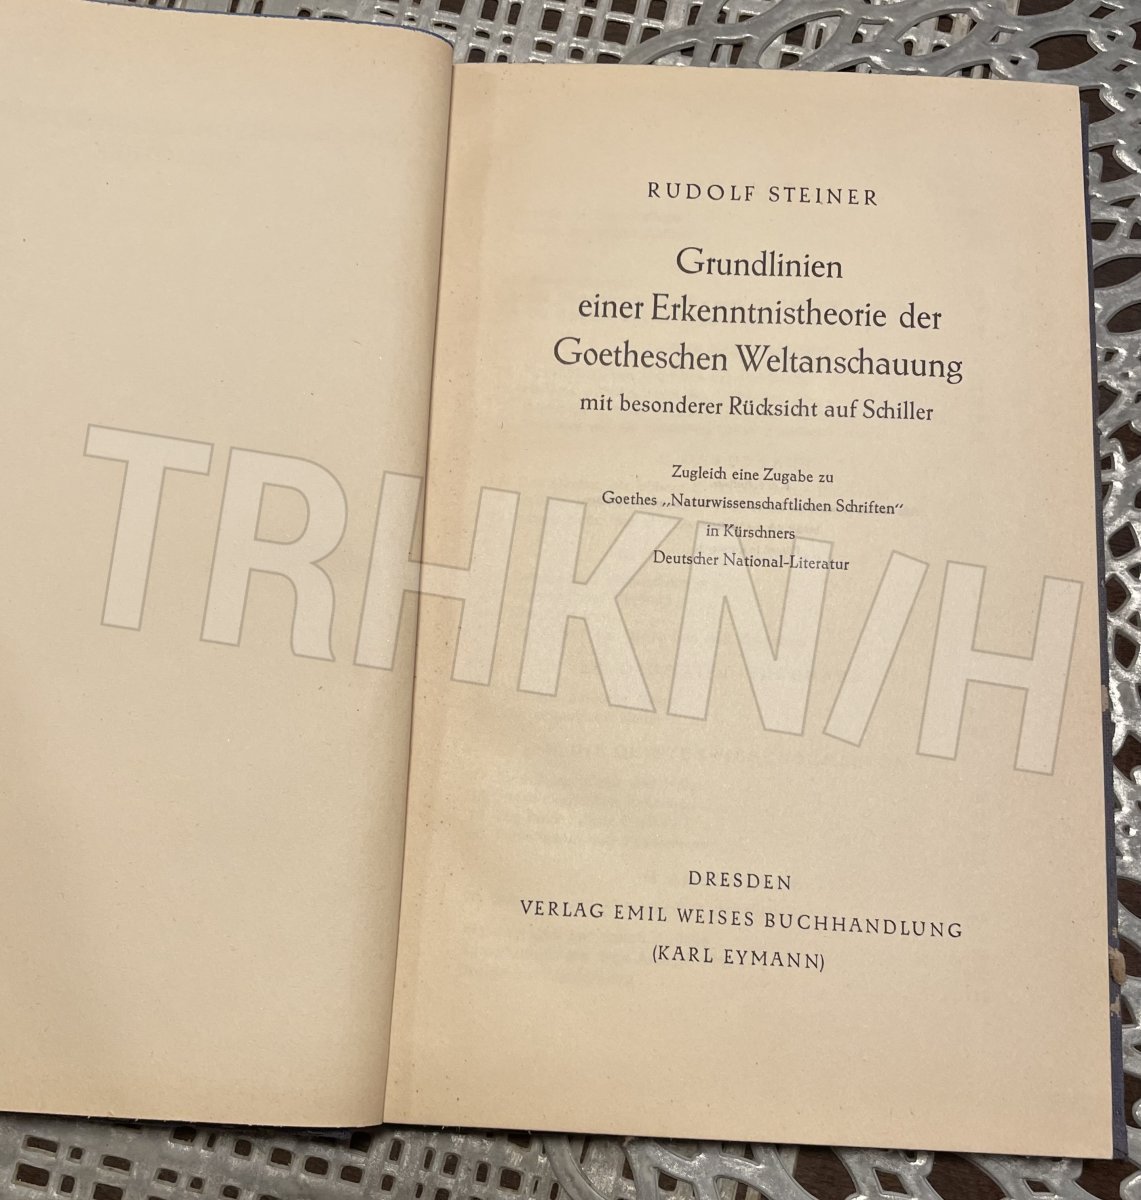 RUDOLF STEINER
Grundlinien
einer Erkenntnistheorie der
Goetheschen Weltanschauung
mit besonderer Rücksicht auf Schiller
Zugleich eine Zugabe zu
Goethes „Naturwissenschaftlichen Schriften“
in Kürschners
Deutscher National-Literatur
TRHKN/H
DRESDEN
VERLAG EMIL WEISES BUCHHANDLUNG
(KARL EYMANN)